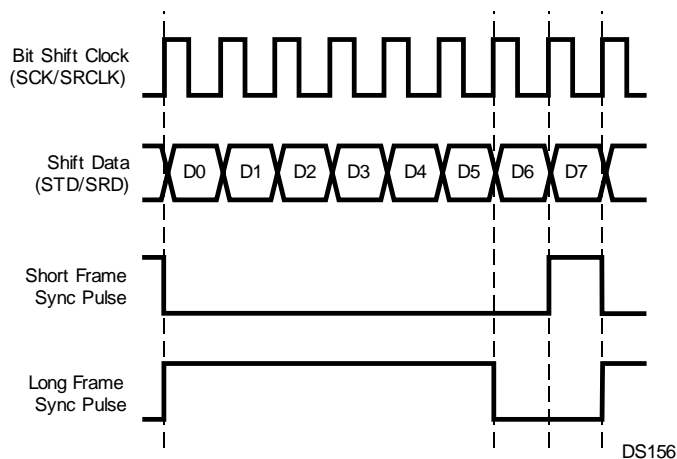 Bit Shift Clock
(SCK/SRCLK)
Shift Data
(STD/SRD)
D0 D1 D2 D3 D4 D5 D6 D7
Short Frame
Sync Pulse
Long Frame
Sync Pulse
DS156